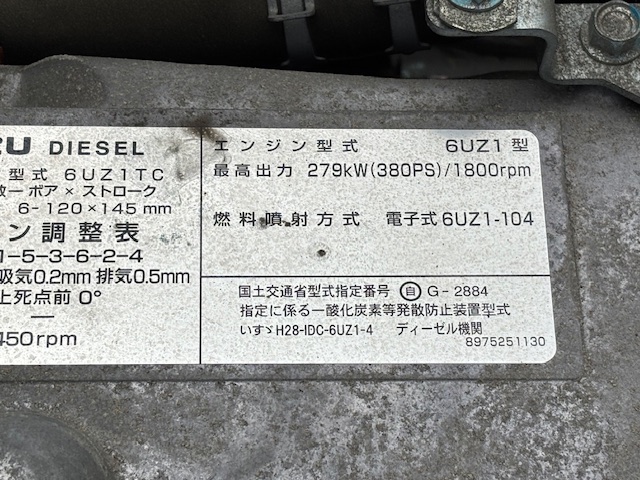 ZU DIESEL
型式 6UZ1TC
数ー ボア×ストローク
6-120×145 mm
ン調整表
1-5-3-6-2-4
吸気0.2mm 排気0.5mm
上死点前 0°
450rpm
エンジン型式 6UZ1型
最高出力 279kW(380PS)/1800rpm
燃料噴射方式 電子式6UZ1-104
国土交通省型式指定番号 自 G-2884
指定に係る一酸化炭素等発散防止装置型式
いすゞH28-IDC-6UZ1-4 ディーゼル機関
8975251130